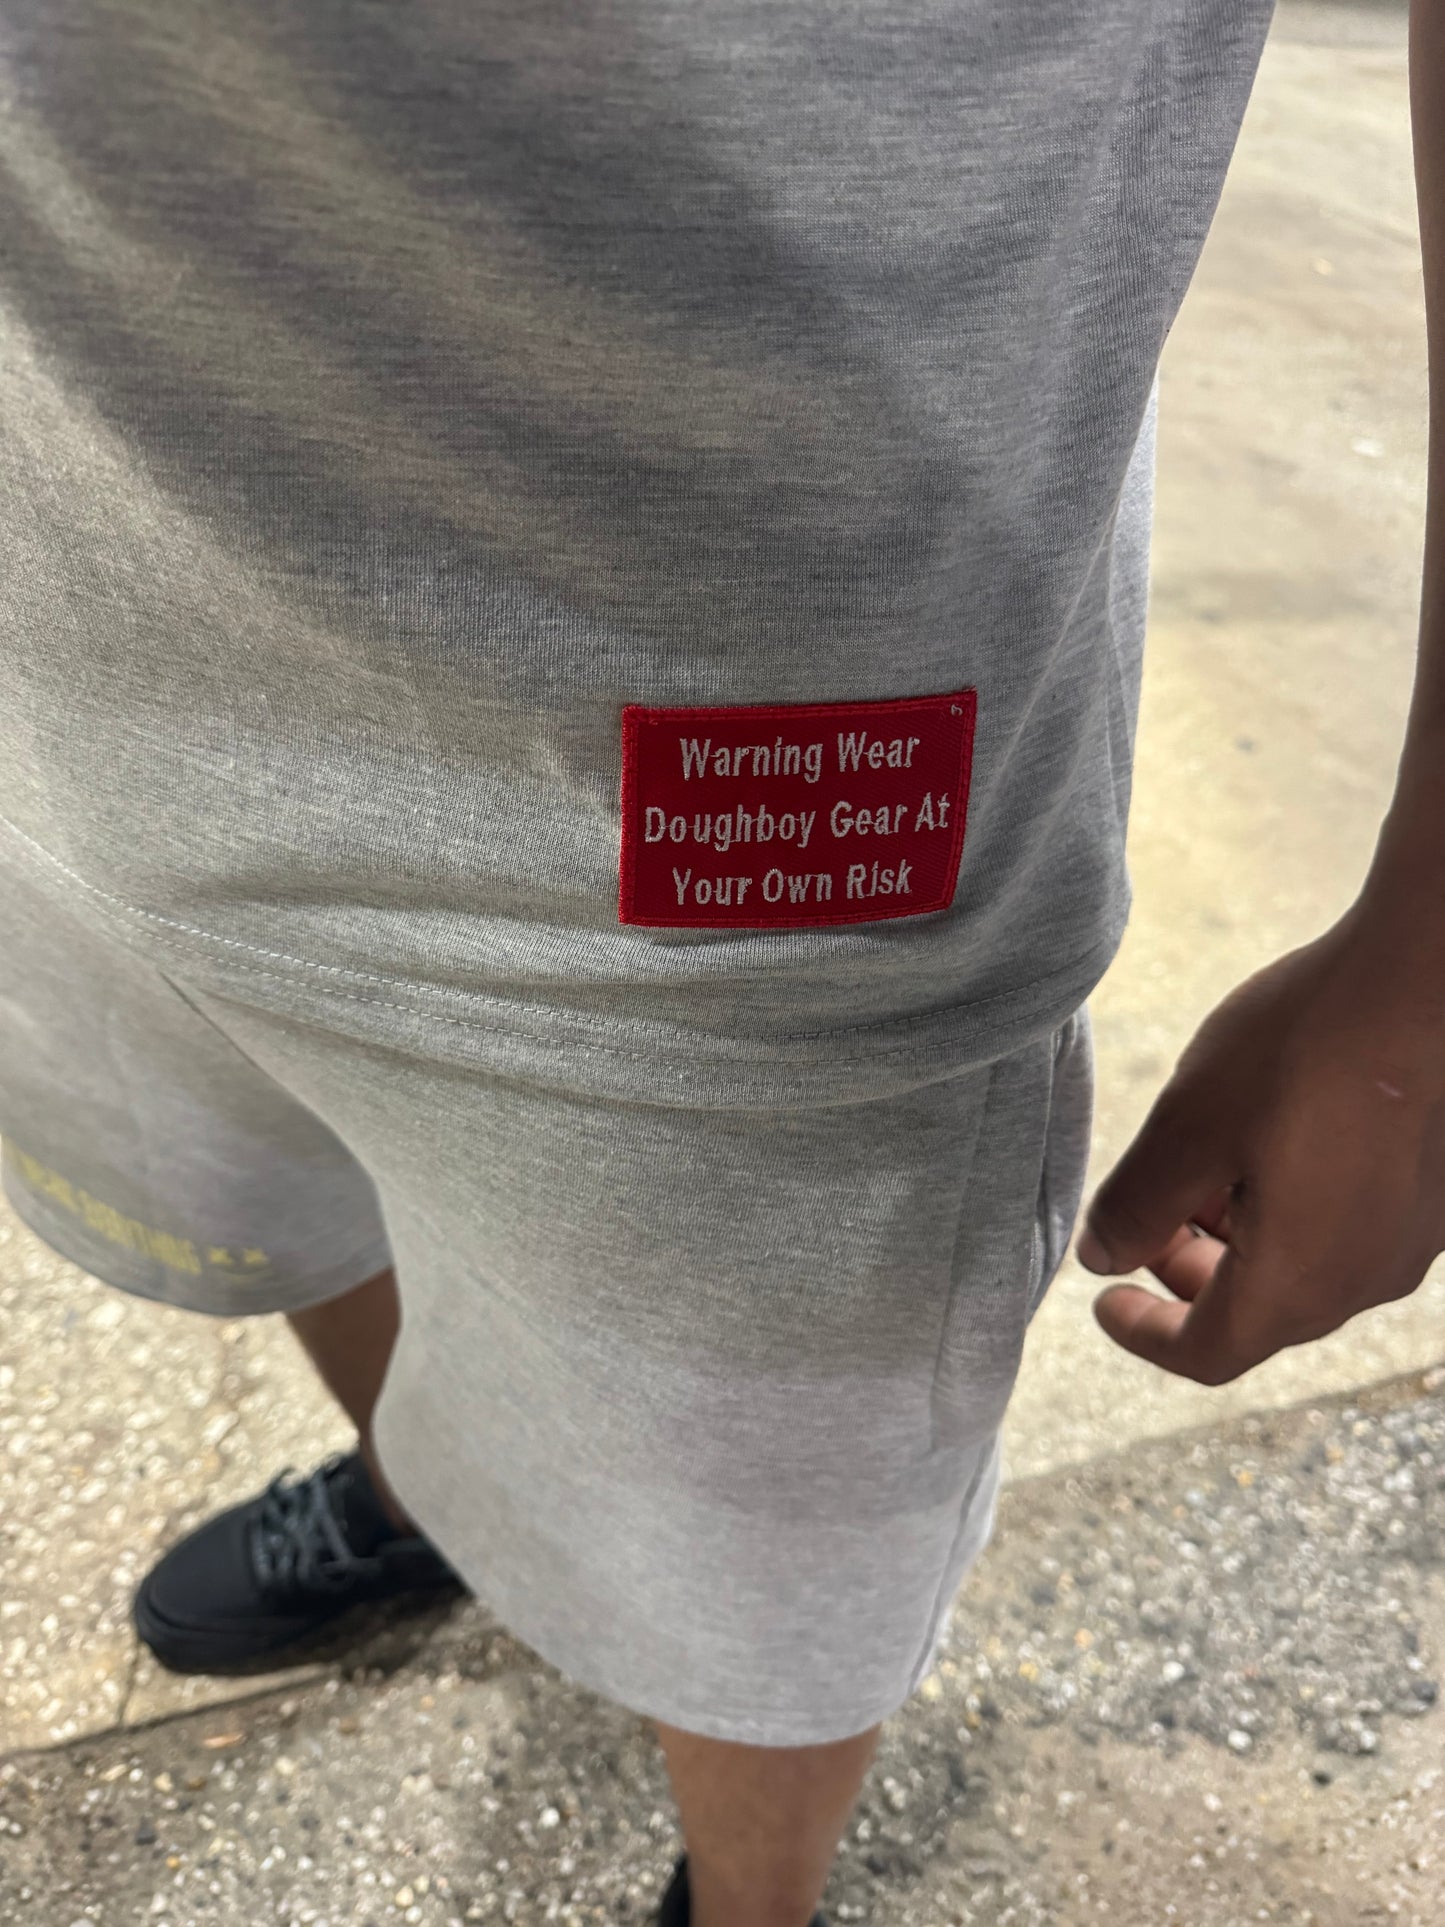 Warning Wear
Doughboy Gear At
Your Own Risk